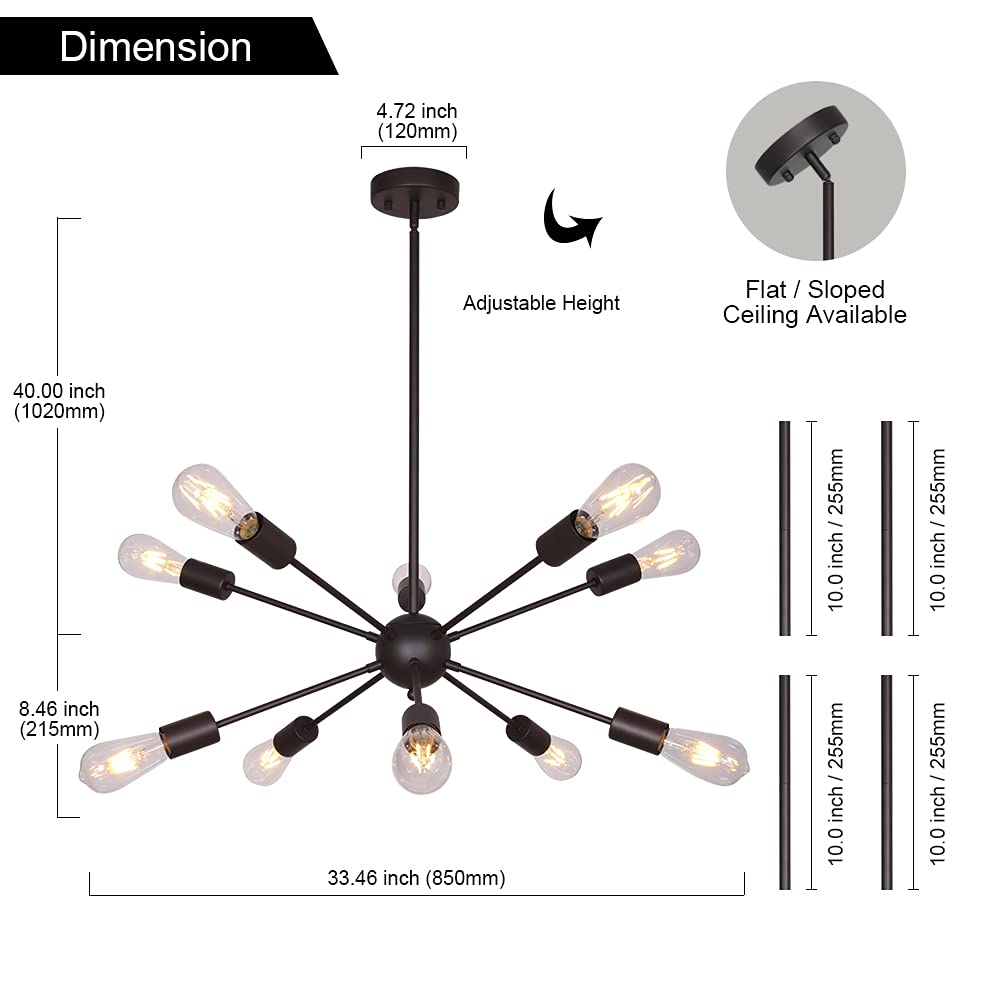 Dimension
4.72 inch
(120mm)
Adjustable Height
Flat / Sloped
Ceiling Available
40.00 inch
(1020mm)
8.46 inch
(215mm)
33.46 inch (850mm)
10.0 inch / 255mm
10.0 inch / 255mm
10.0 inch / 255mm
10.0 inch / 255mm